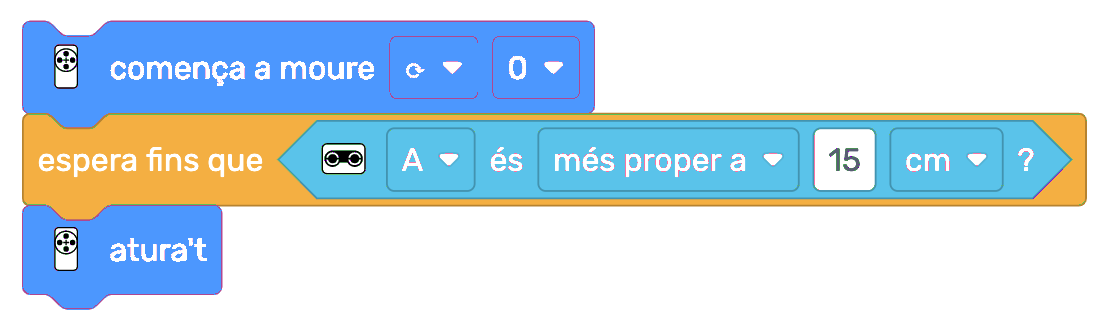 comença a moure ⟳ 0
espera fins que A és més proper a 15 cm ?
atura't